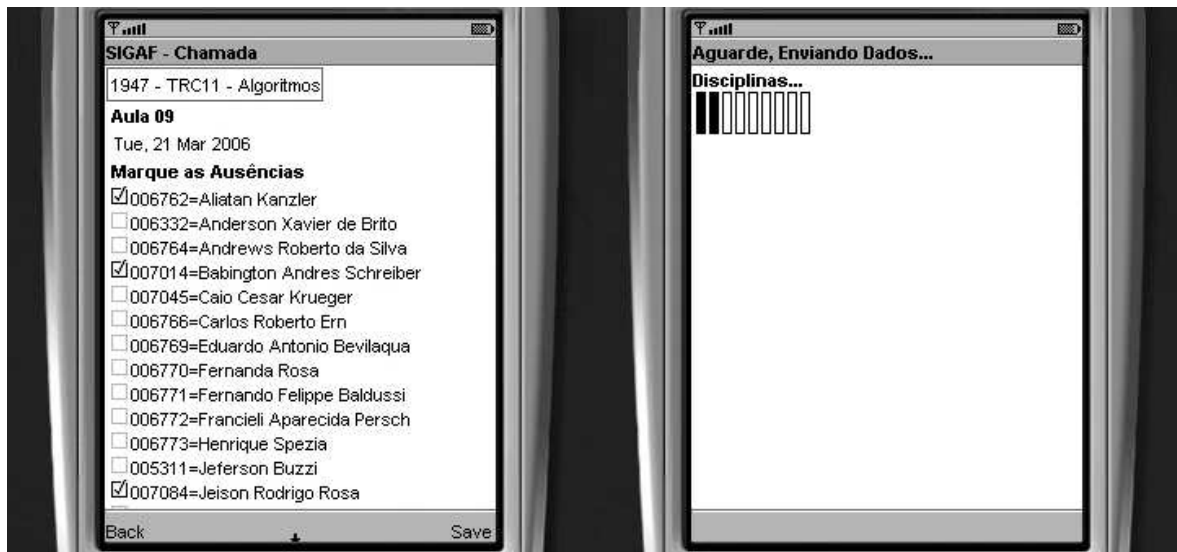 SIGAF - Chamada
1947 - TRC11 - Algoritmos
Aula 09
Tue, 21 Mar 2006
Marque as Ausências
006762=Aliatan Kanzler
006332=Anderson Xavier de Brito
006764=Andrews Roberto da Silva
007014=Babington Andres Schreiber
007045=Caio Cesar Krueger
006766=Carlos Roberto Ern
006769=Eduardo Antonio Bevilaqua
006770=Fernanda Rosa
006771=Fernando Felippe Baldussi
006772=Francieli Aparecida Persch
006773=Henrique Spezia
005311=Jeferson Buzzi
007084=Jeison Rodrigo Rosa
Back Save
Aguarde, Enviando Dados...
Disciplinas...